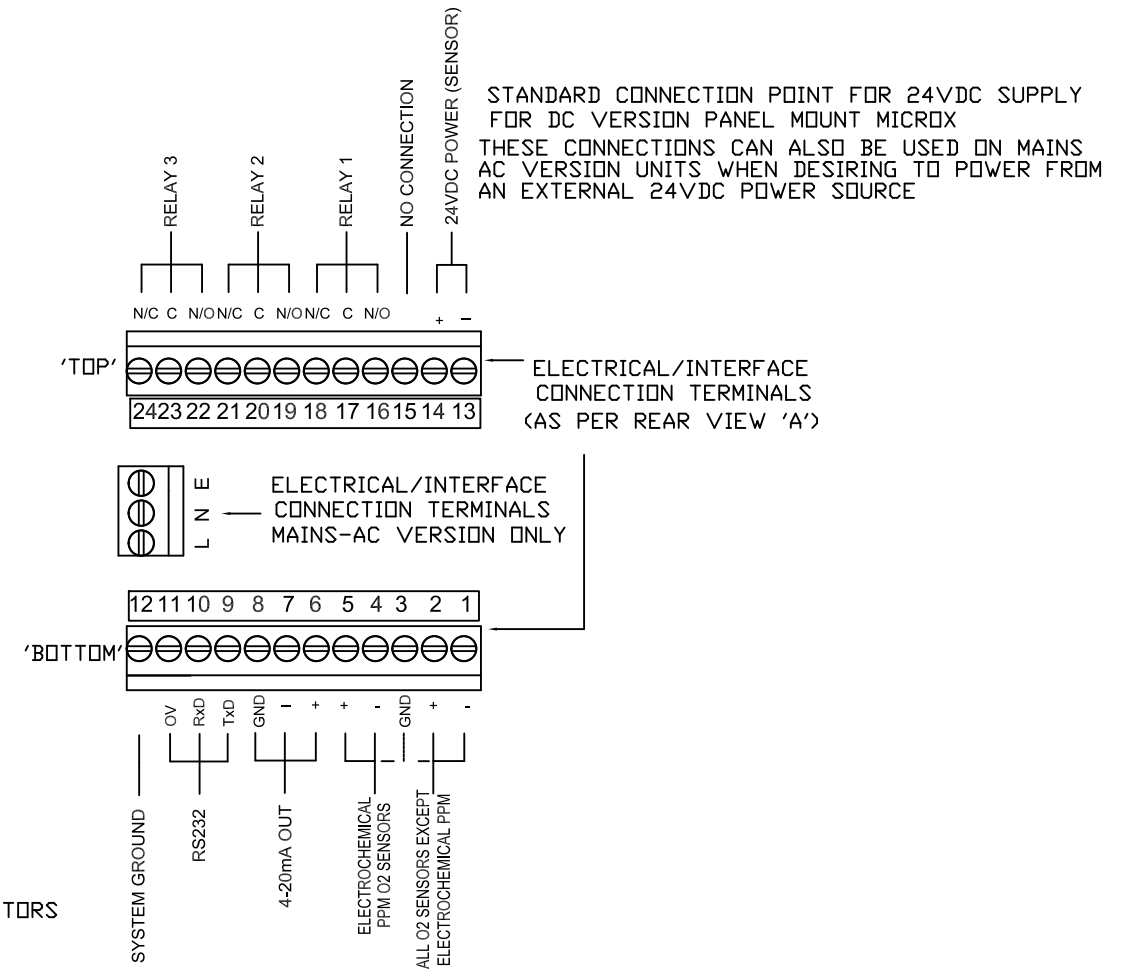 RELAY 3
RELAY 2
RELAY 1
NO CONNECTION
24VDC POWER (SENSOR)
STANDARD CONNECTION POINT FOR 24VDC SUPPLY
FOR DC VERSION PANEL MOUNT MICROX
THESE CONNECTIONS CAN ALSO BE USED ON MAINS
AC VERSION UNITS WHEN DESIRING TO POWER FROM
AN EXTERNAL 24VDC POWER SOURCE
N/C C N/O N/C C N/O N/C C N/O + −
'TOP'
24 23 22 21 20 19 18 17 16 15 14 13
ELECTRICAL/INTERFACE
CONNECTION TERMINALS
(AS PER REAR VIEW 'A')
E
N
L
ELECTRICAL/INTERFACE
CONNECTION TERMINALS
MAINS-AC VERSION ONLY
12 11 10 9 8 7 6 5 4 3 2 1
'BOTTOM'
OV RxD TxD GND − + + - GND + -
SYSTEM GROUND
RS232
4-20mA OUT
ELECTROCHEMICAL
PPM O2 SENSORS
ALL O2 SENSORS EXCEPT
ELECTROCHEMICAL PPM
TORS